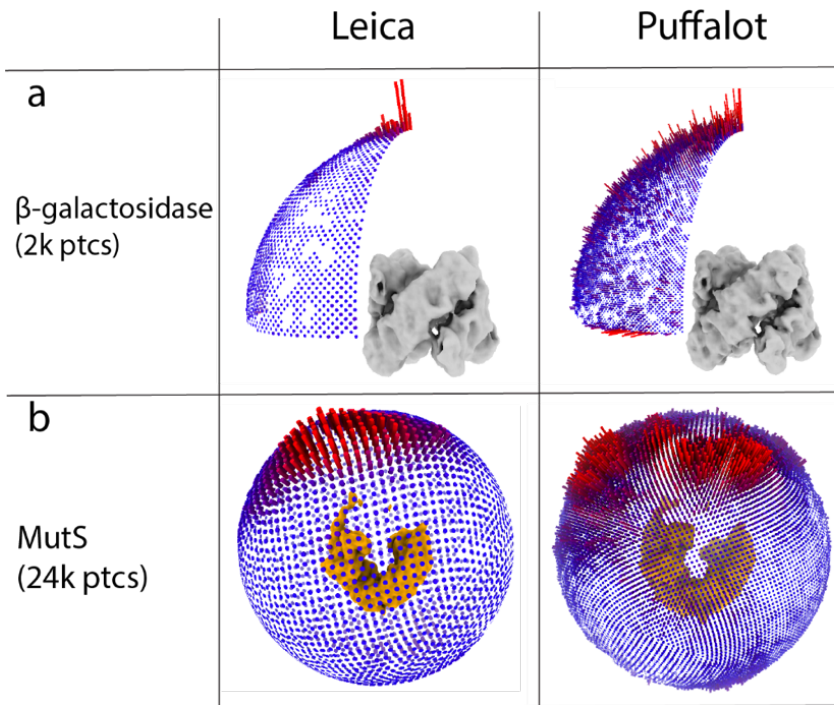 Leica Puffalot
a
β-galactosidase
(2k ptcs)
b
MutS
(24k ptcs)